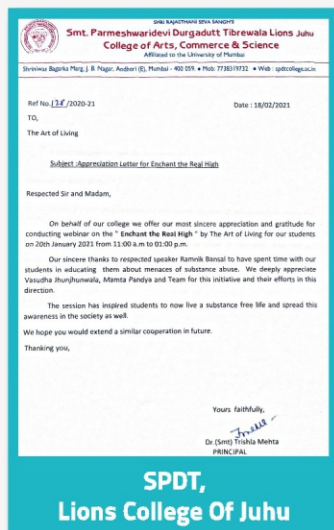 SHRI RAJASTHANI SEVA SANGH'S
Smt. Parmeshwaridevi Durgadutt Tibrewala Lions Juhu
College of Arts, Commerce & Science
Affiliated to the University of Mumbai
Shriniwas Bagarka Marg, J. B. Nagar, Andheri (E), Mumbai - 400 059. • Mob: 7738319732 • Web : spdtcollege.ac.in
Ref No.128/2020-21 Date : 18/02/2021
TO,
The Art of Living
Subject :Appreciation Letter for Enchant the Real High
Respected Sir and Madam,
On behalf of our college we offer our most sincere appreciation and gratitude for
conducting webinar on the " Enchant the Real High " by The Art of Living for our students
on 20th January 2021 from 11:00 a.m to 01:00 p.m.
Our sincere thanks to respected speaker Ramnik Bansal to have spent time with our
students in educating them about menaces of substance abuse. We deeply appreciate
Vasudha Jhunjhunwala, Mamta Pandya and Team for this initiative and their efforts in this
direction.
The session has inspired students to now live a substance free life and spread this
awareness in the society as well.
We hope you would extend a similar cooperation in future.
Thanking you,
Yours faithfully,
Dr.(Smt) Trishla Mehta
PRINCIPAL
SPDT,
Lions College Of Juhu